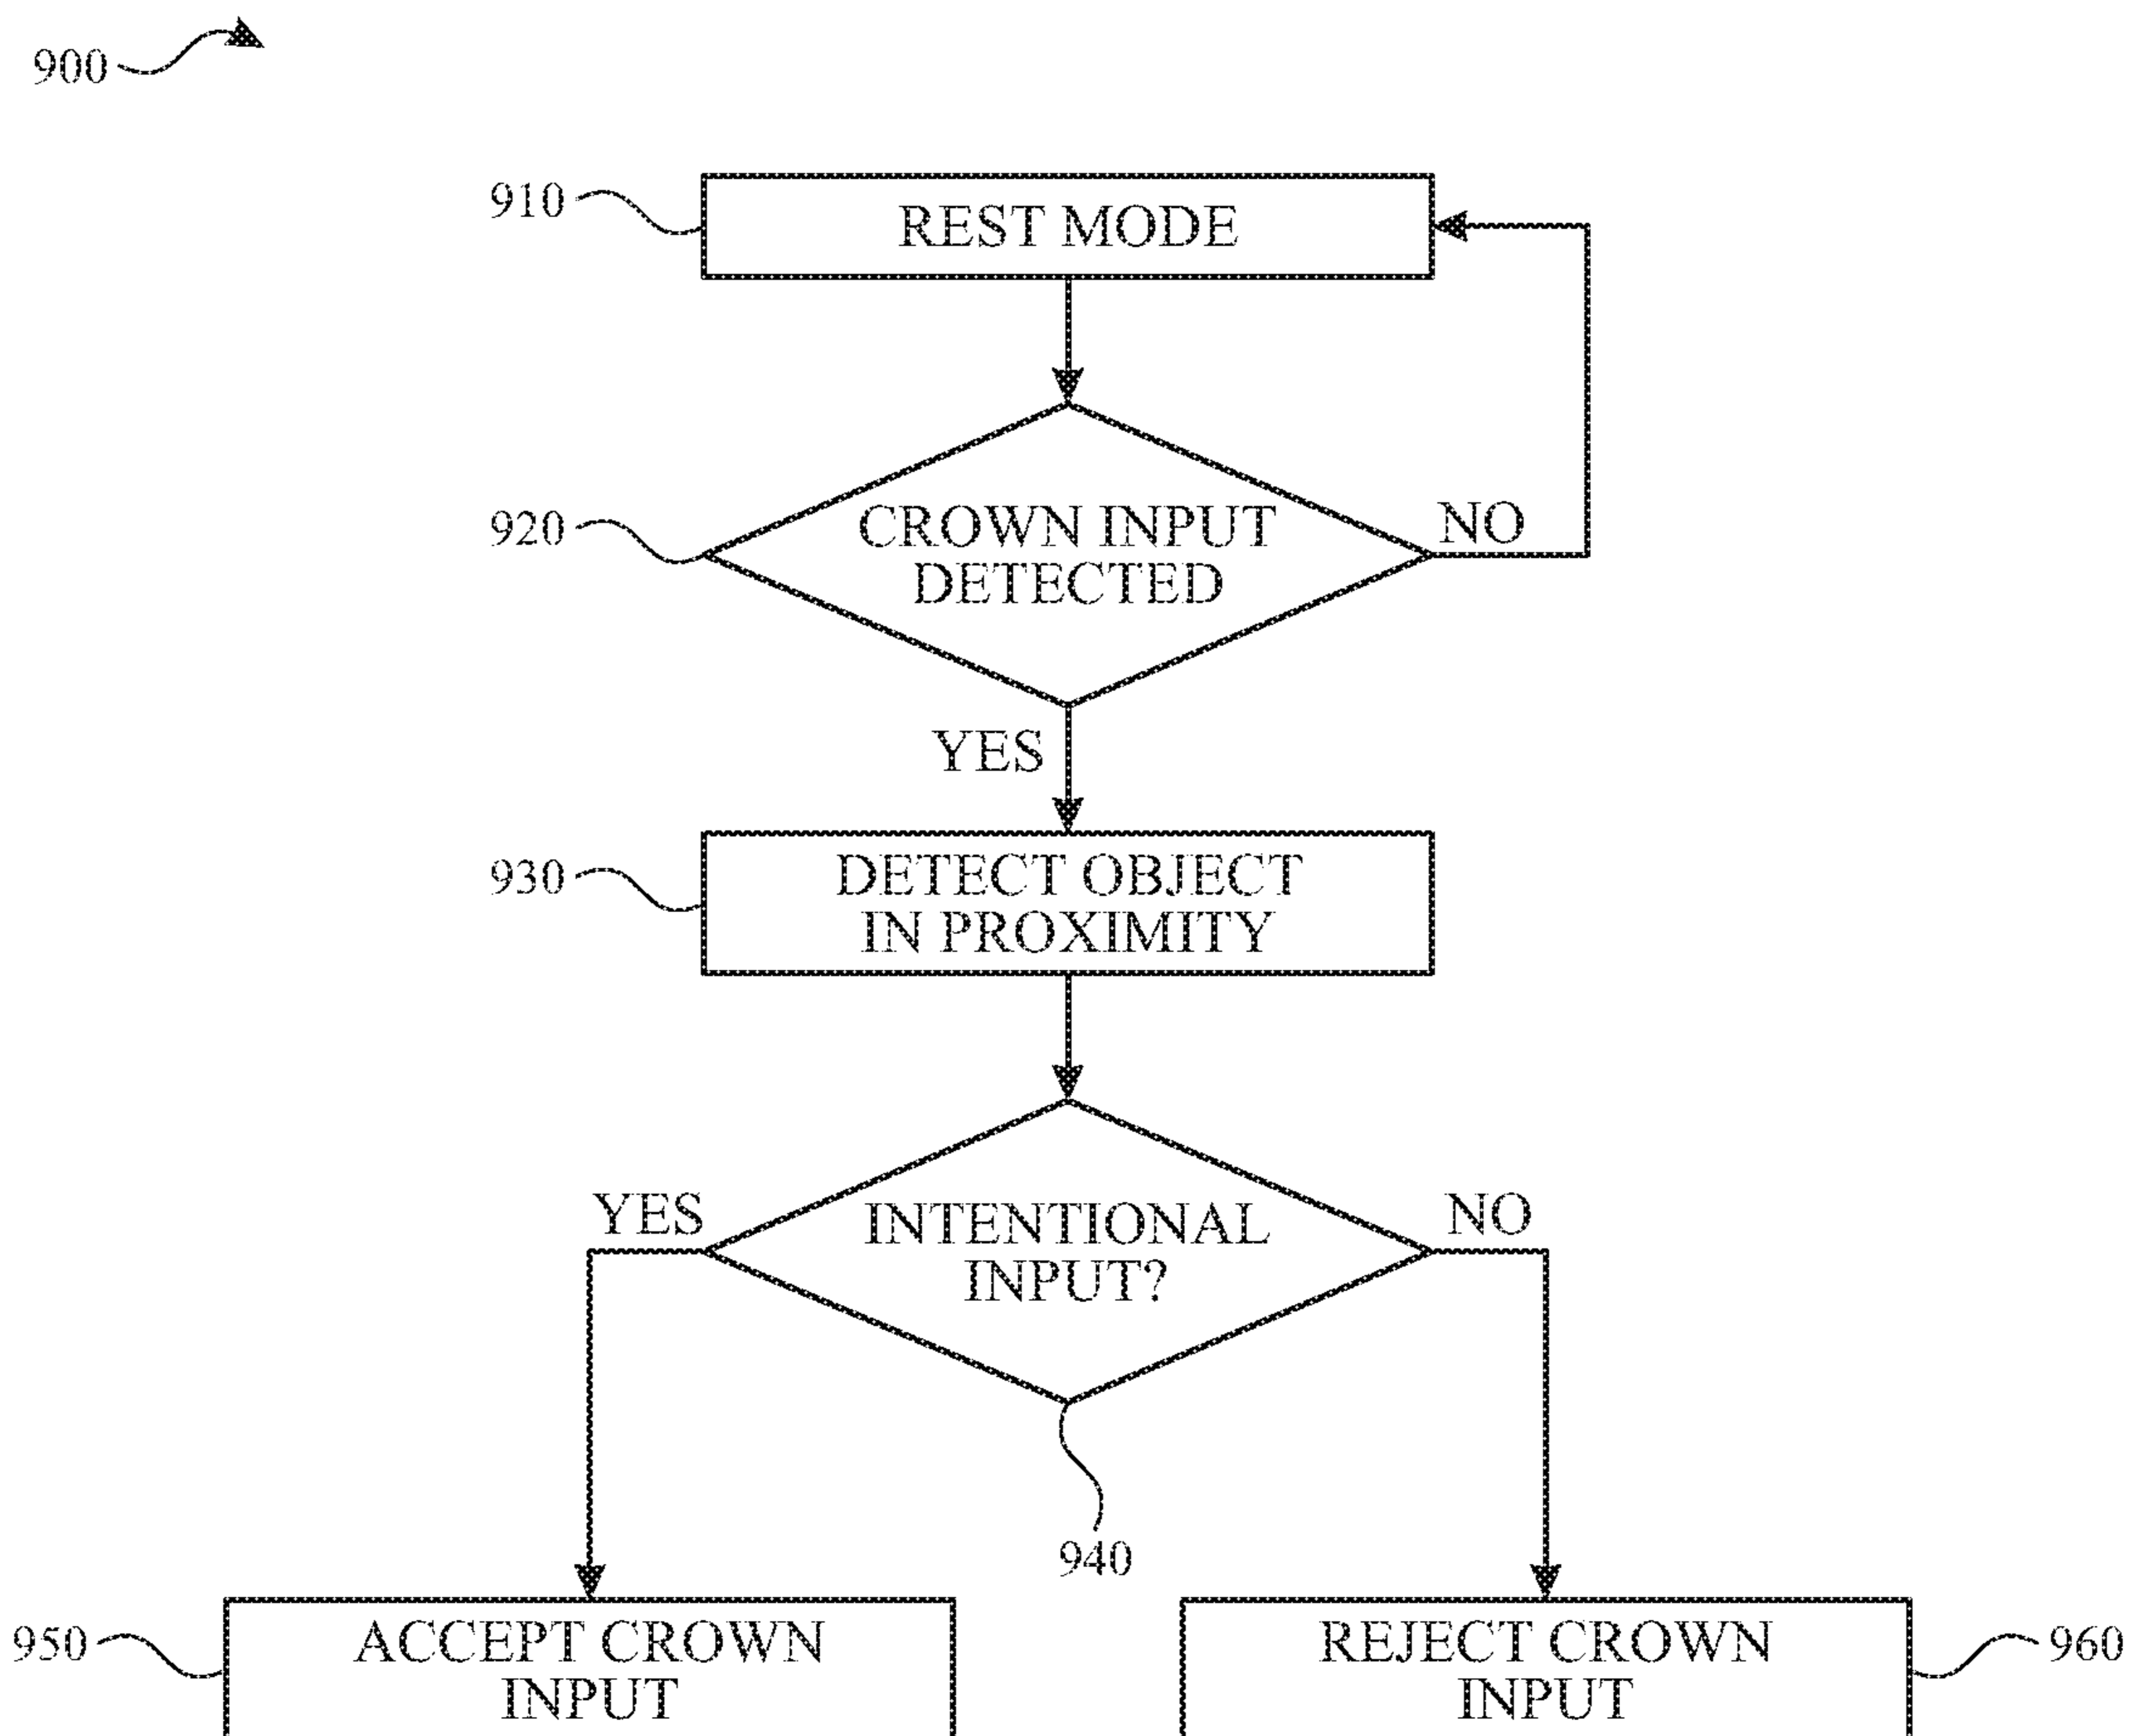 900
910
REST MODE
920
CROWN INPUT
DETECTED
NO
YES
930
DETECT OBJECT
IN PROXIMITY
YES
INTENTIONAL
INPUT?
NO
940
950
ACCEPT CROWN
INPUT
REJECT CROWN
INPUT
960